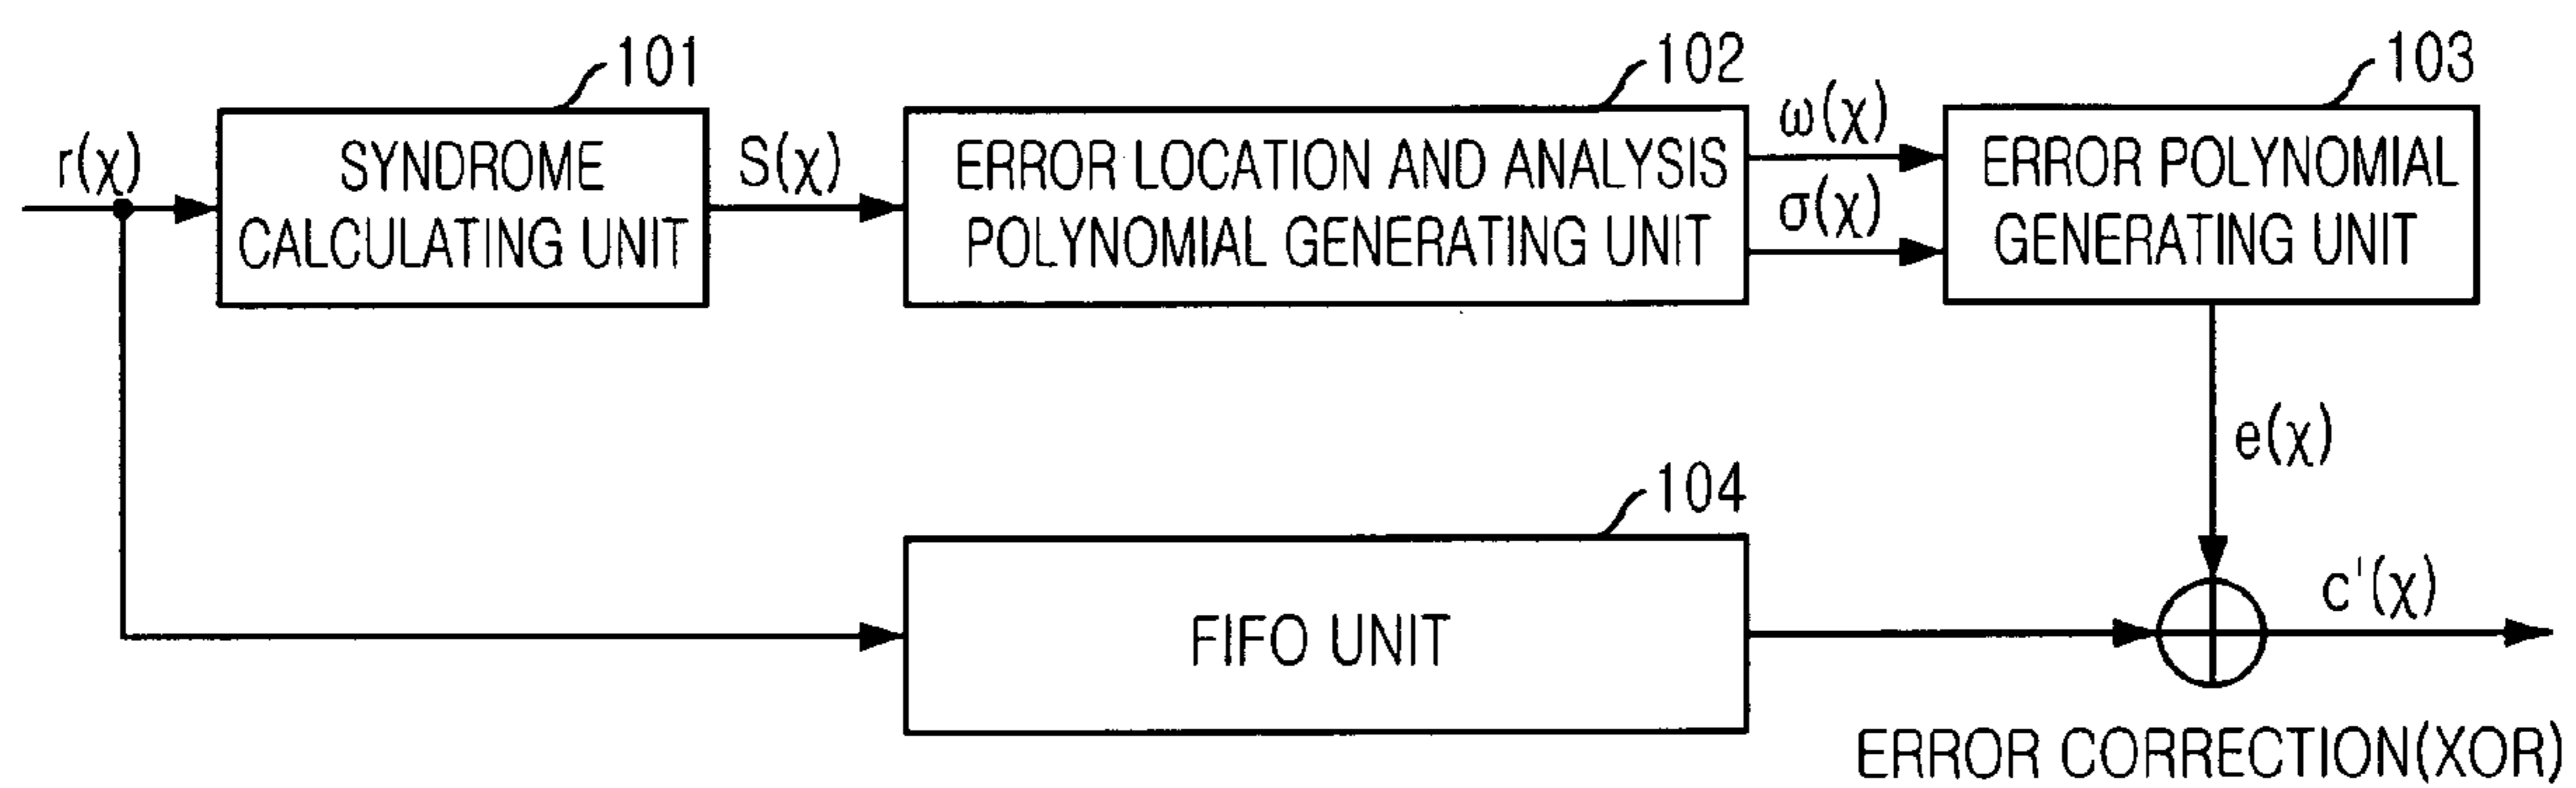 101
102
103
r(χ)
SYNDROME
CALCULATING UNIT
S(χ)
ERROR LOCATION AND ANALYSIS
POLYNOMIAL GENERATING UNIT
ω(χ)
σ(χ)
ERROR POLYNOMIAL
GENERATING UNIT
e(χ)
104
FIFO UNIT
c'(χ)
ERROR CORRECTION(XOR)